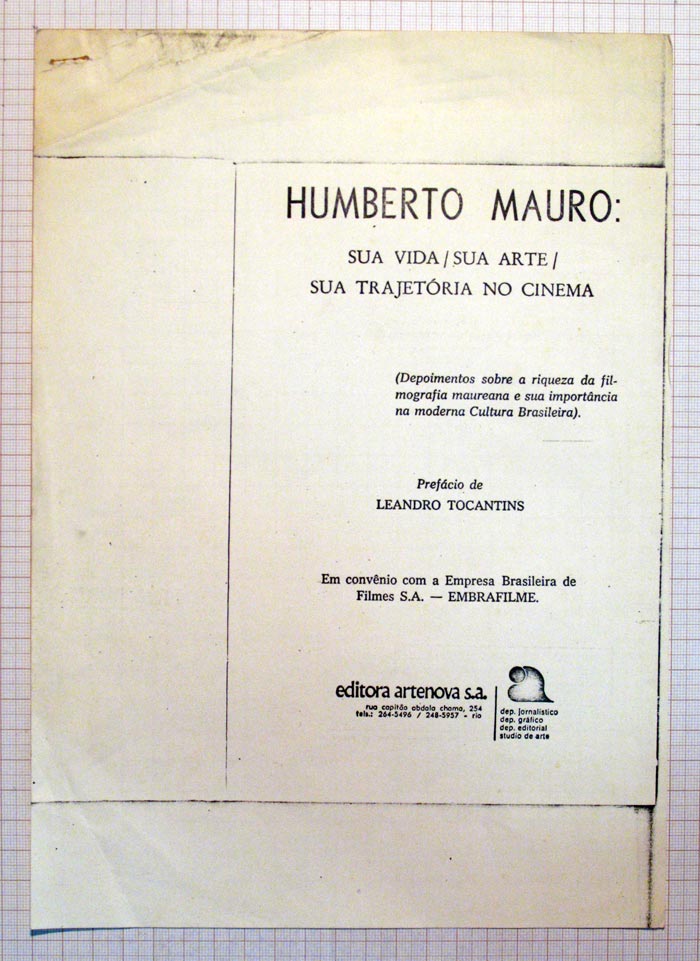 HUMBERTO MAURO:
SUA VIDA / SUA ARTE /
SUA TRAJETÓRIA NO CINEMA
(Depoimentos sobre a riqueza da fil-
mografia maureana e sua importância
na moderna Cultura Brasileira).
Prefácio de
LEANDRO TOCANTINS
Em convênio com a Empresa Brasileira de
Filmes S.A. — EMBRAFILME.
editora artenova s.a.
rua capitão abdala chama, 254
tels.: 264-5496 / 248-5957 - rio
dep. jornalístico
dep. gráfico
dep. editorial
studio de arte